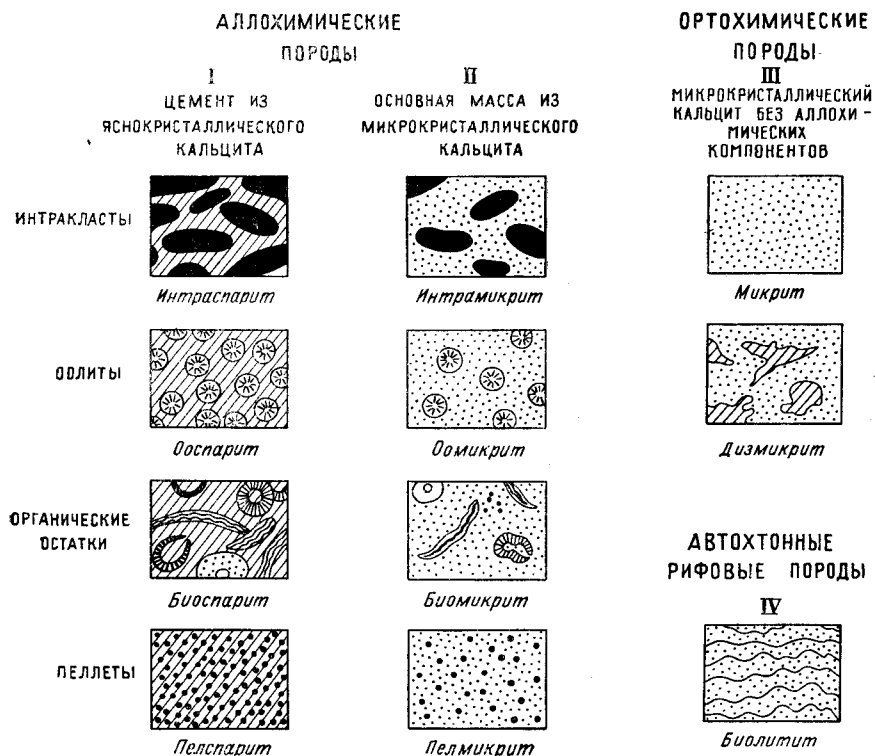 АЛЛОХИМИЧЕСКИЕ
ПОРОДЫ
I
ЦЕМЕНТ ИЗ
ЯСНОКРИСТАЛЛИЧЕСКОГО
КАЛЬЦИТА
II
ОСНОВНАЯ МАССА ИЗ
МИКРОКРИСТАЛЛИЧЕСКОГО
КАЛЬЦИТА
ОРТОХИМИЧЕСКИЕ
ПОРОДЫ
III
МИКРОКРИСТАЛЛИЧЕСКИЙ
КАЛЬЦИТ БЕЗ АЛЛОХИ-
МИЧЕСКИХ
КОМПОНЕНТОВ
ИНТРАКЛАСТЫ
Интраспарит
Интрамикрит
Микрит
ООЛИТЫ
Ооспарит
Оомикрит
Дизмикрит
ОРГАНИЧЕСКИЕ
ОСТАТКИ
Биоспарит
Биомикрит
АВТОХТОННЫЕ
РИФОВЫЕ ПОРОДЫ
IV
ПЕЛЛЕТЫ
Пелспарит
Пелмикрит
Биолитит